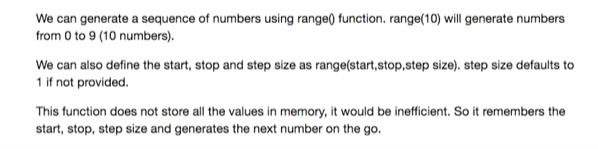 We can generate a sequence of numbers using range() function. range(10) will generate numbers
from 0 to 9 (10 numbers).
We can also define the start, stop and step size as range(start,stop,step size). step size defaults to
1 if not provided.
This function does not store all the values in memory, it would be inefficient. So it remembers the
start, stop, step size and generates the next number on the go.